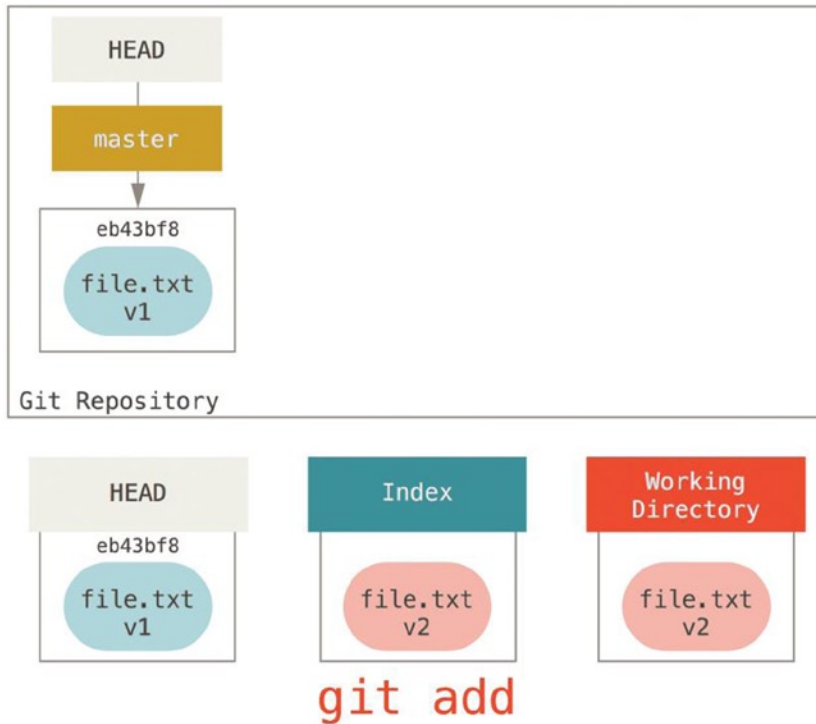 HEAD
master
eb43bf8
file.txt
v1
Git Repository
HEAD
Index
Working
Directory
eb43bf8
file.txt
v1
file.txt
v2
file.txt
v2
git add